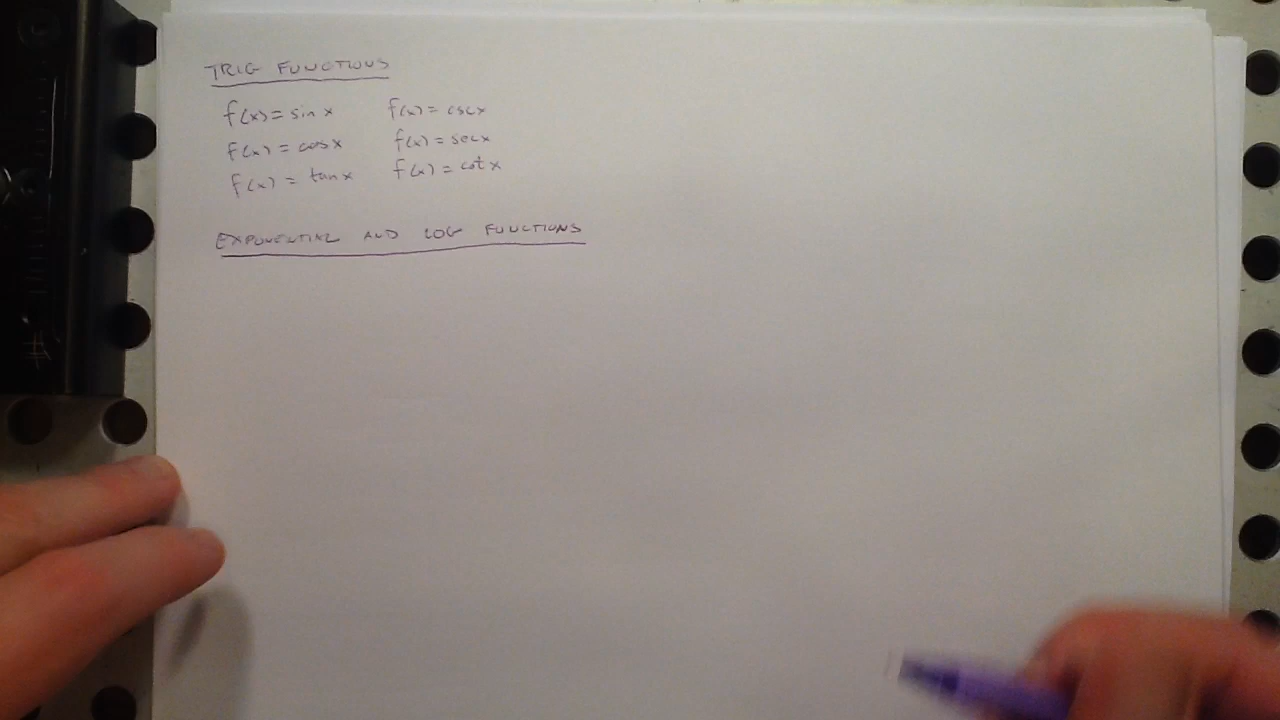 TRIG FUNCTIONS
f(x) = sin x f(x) = csc x
f(x) = cos x f(x) = sec x
f(x) = tan x f(x) = cot x
EXPONENTIAL AND LOG FUNCTIONS